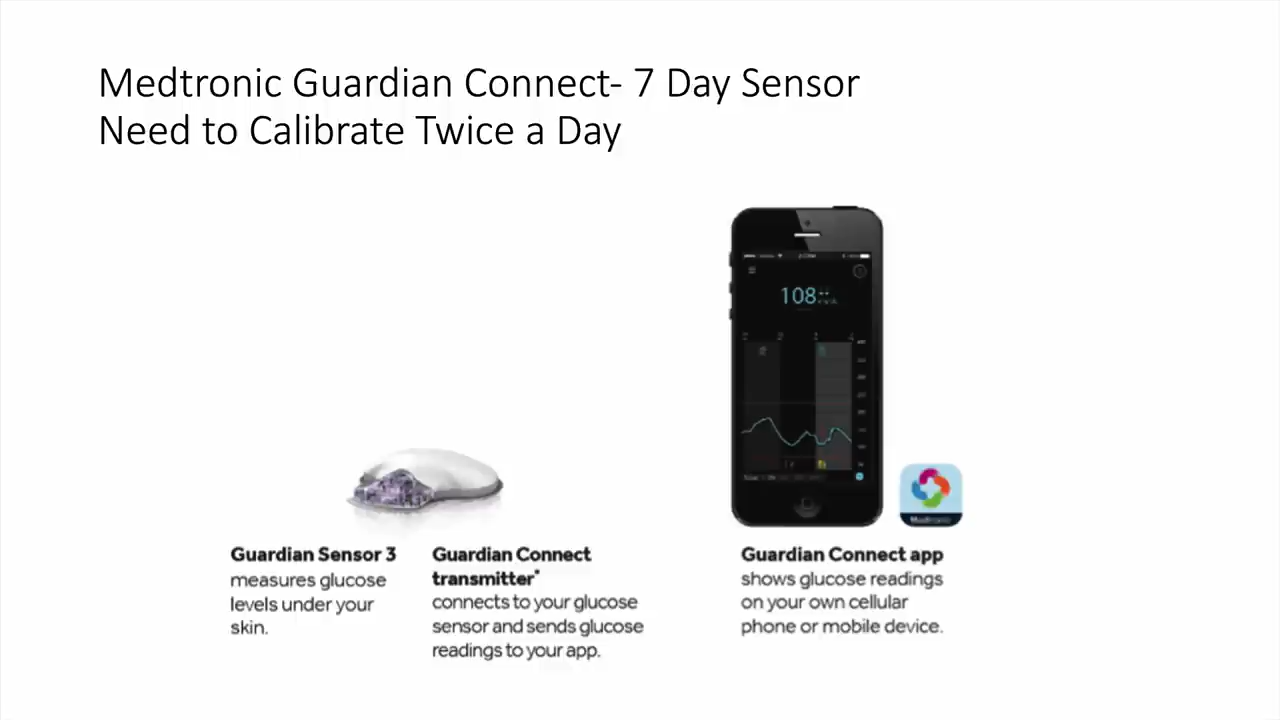 Medtronic Guardian Connect- 7 Day Sensor
Need to Calibrate Twice a Day
108
Medtronic
Guardian Sensor 3
measures glucose
levels under your
skin.
Guardian Connect
transmitter*
connects to your glucose
sensor and sends glucose
readings to your app.
Guardian Connect app
shows glucose readings
on your own cellular
phone or mobile device.